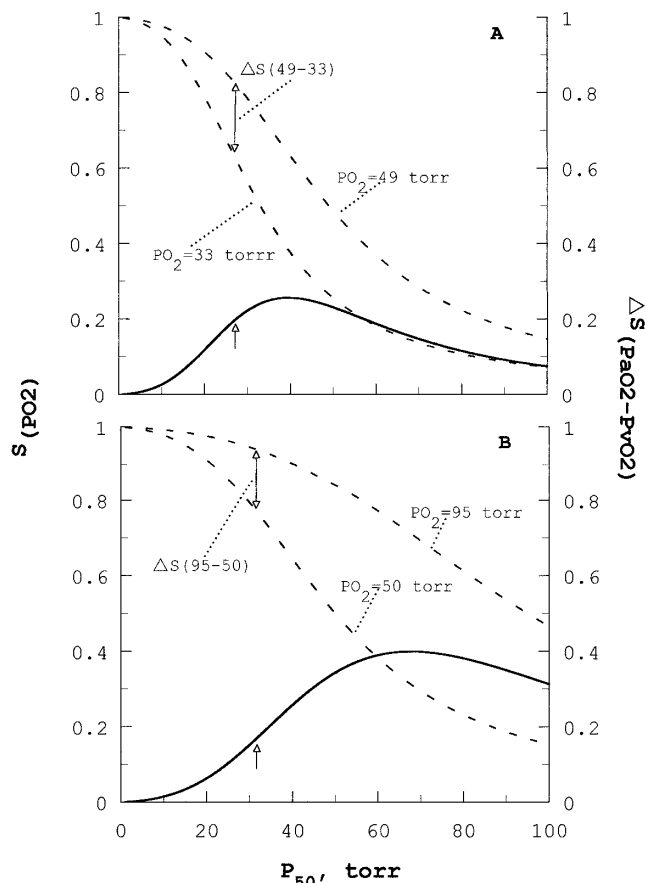 1
0.8
0.6
0.4
0.2
0
A
△S(49-33)
PO2=49 torr
PO2=33 torrr
1
0.8
0.6
0.4
0.2
0
1
0.8
0.6
0.4
0.2
0
B
PO2=95 torr
△S(95-50)
PO2=50 torr
1
0.8
0.6
0.4
0.2
0
0 20 40 60 80 100
P50, torr
S(PO2)
△S(PaO2-PvO2)